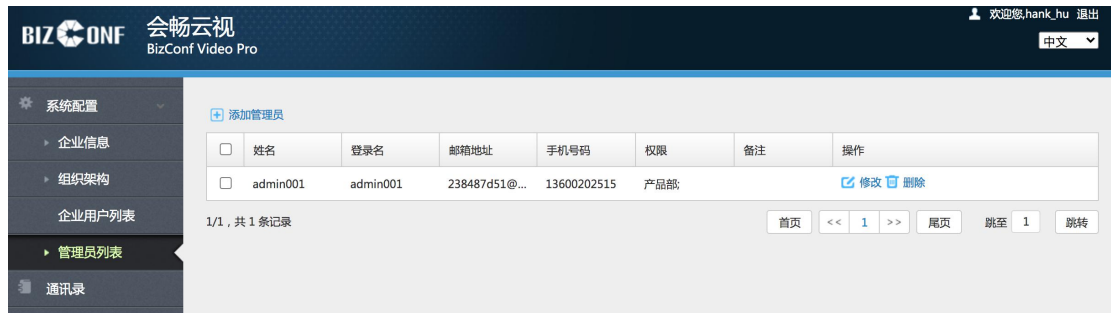 欢迎您,hank_hu 退出
BIZCONF 会畅云视
BizConf Video Pro
中文
系统配置
企业信息
组织架构
企业用户列表
管理员列表
通讯录
添加管理员
姓名 登录名 邮箱地址 手机号码 权限 备注 操作
admin001 admin001 238487d51@... 13600202515 产品部; 修改 删除
1/1，共 1 条记录 首页 << 1 >> 尾页 跳至 1 跳转